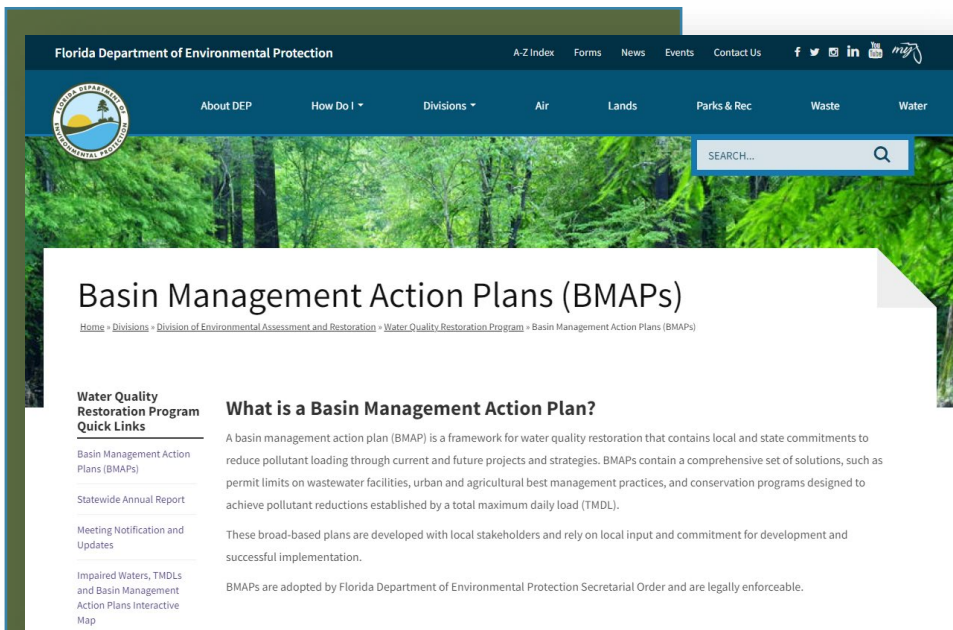 Florida Department of Environmental Protection
A-Z Index Forms News Events Contact Us
FLORIDA DEPARTMENT OF ENVIRONMENTAL PROTECTION
About DEP How Do I Divisions Air Lands Parks & Rec Waste Water
SEARCH...
Basin Management Action Plans (BMAPs)
Home » Divisions » Division of Environmental Assessment and Restoration » Water Quality Restoration Program » Basin Management Action Plans (BMAPs)
Water Quality
Restoration Program
Quick Links
Basin Management Action
Plans (BMAPs)
Statewide Annual Report
Meeting Notification and
Updates
Impaired Waters, TMDLs
and Basin Management
Action Plans Interactive
Map
What is a Basin Management Action Plan?
A basin management action plan (BMAP) is a framework for water quality restoration that contains local and state commitments to
reduce pollutant loading through current and future projects and strategies. BMAPs contain a comprehensive set of solutions, such as
permit limits on wastewater facilities, urban and agricultural best management practices, and conservation programs designed to
achieve pollutant reductions established by a total maximum daily load (TMDL).
These broad-based plans are developed with local stakeholders and rely on local input and commitment for development and
successful implementation.
BMAPs are adopted by Florida Department of Environmental Protection Secretarial Order and are legally enforceable.